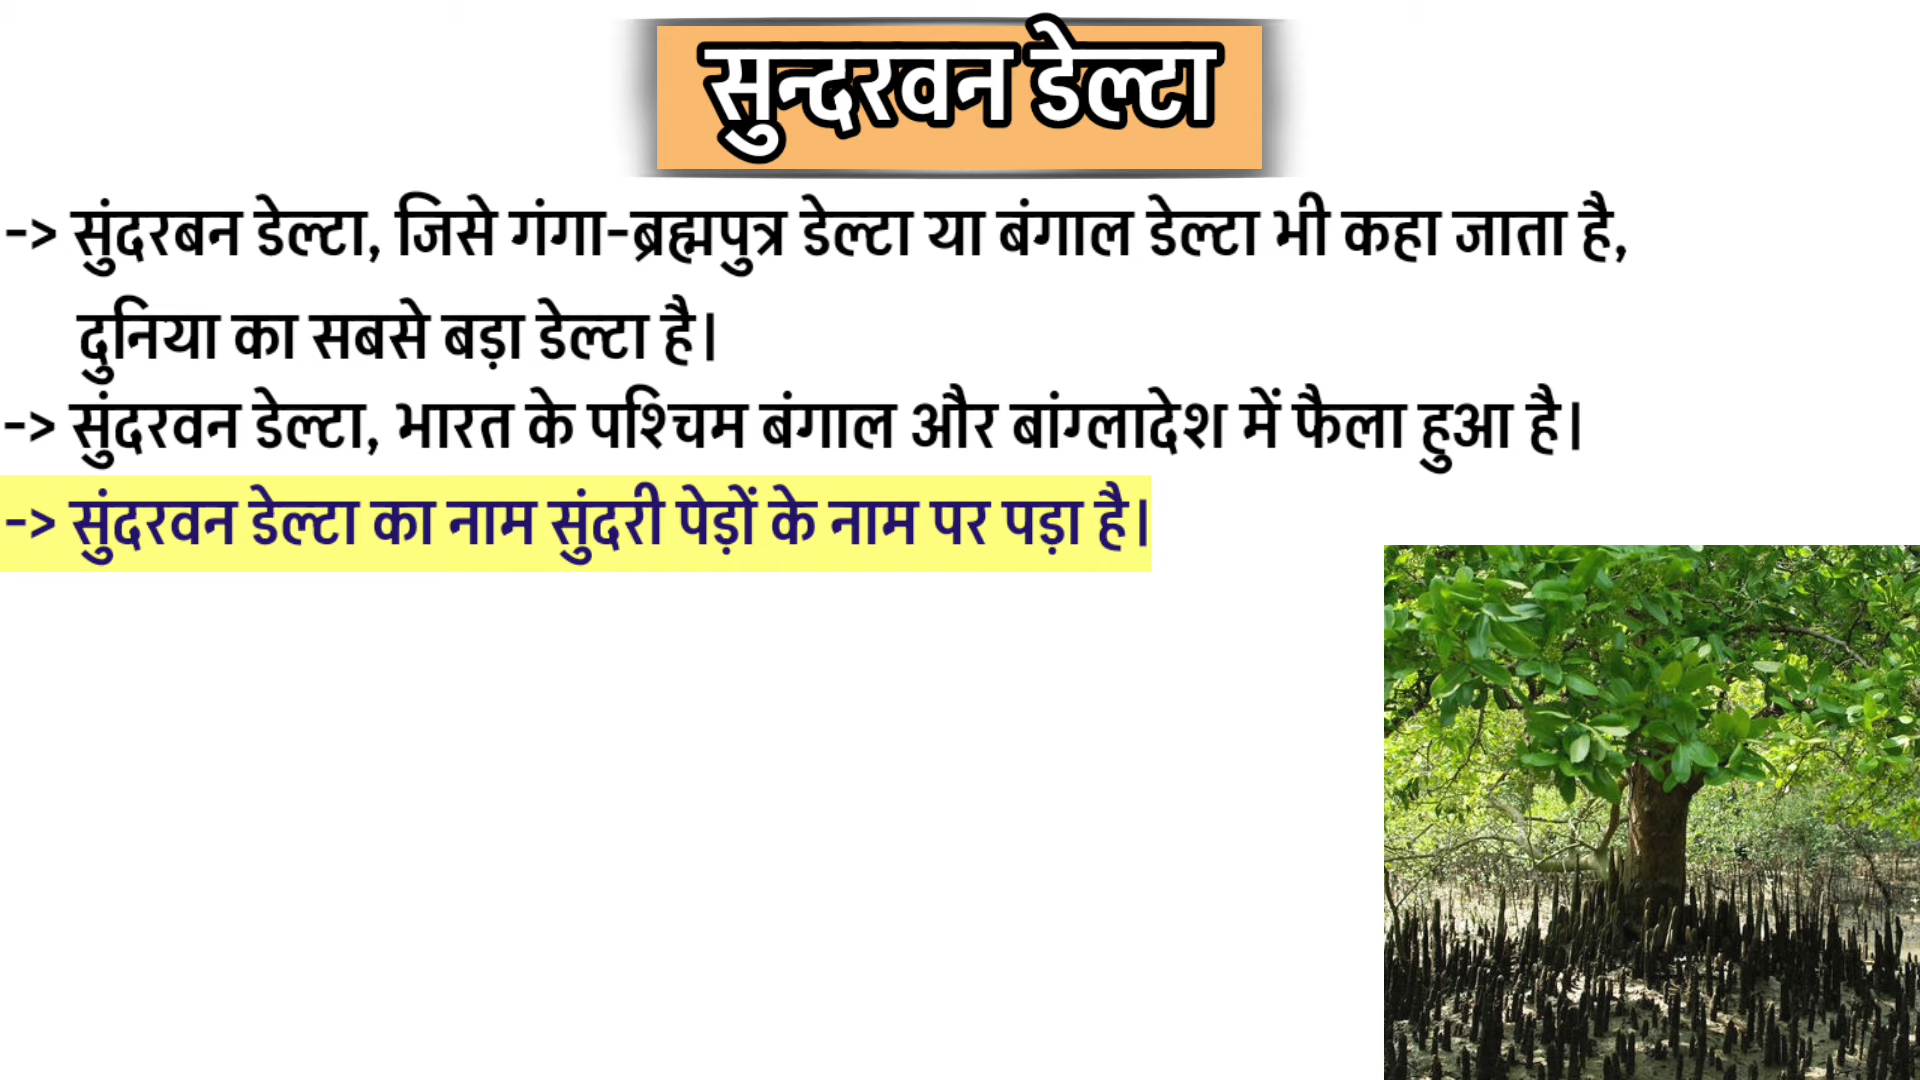 सुन्दरवन डेल्टा
-> सुंदरबन डेल्टा, जिसे गंगा-ब्रह्मपुत्र डेल्टा या बंगाल डेल्टा भी कहा जाता है,
दुनिया का सबसे बड़ा डेल्टा है।
-> सुंदरवन डेल्टा, भारत के पश्चिम बंगाल और बांग्लादेश में फैला हुआ है।
-> सुंदरवन डेल्टा का नाम सुंदरी पेड़ों के नाम पर पड़ा है।